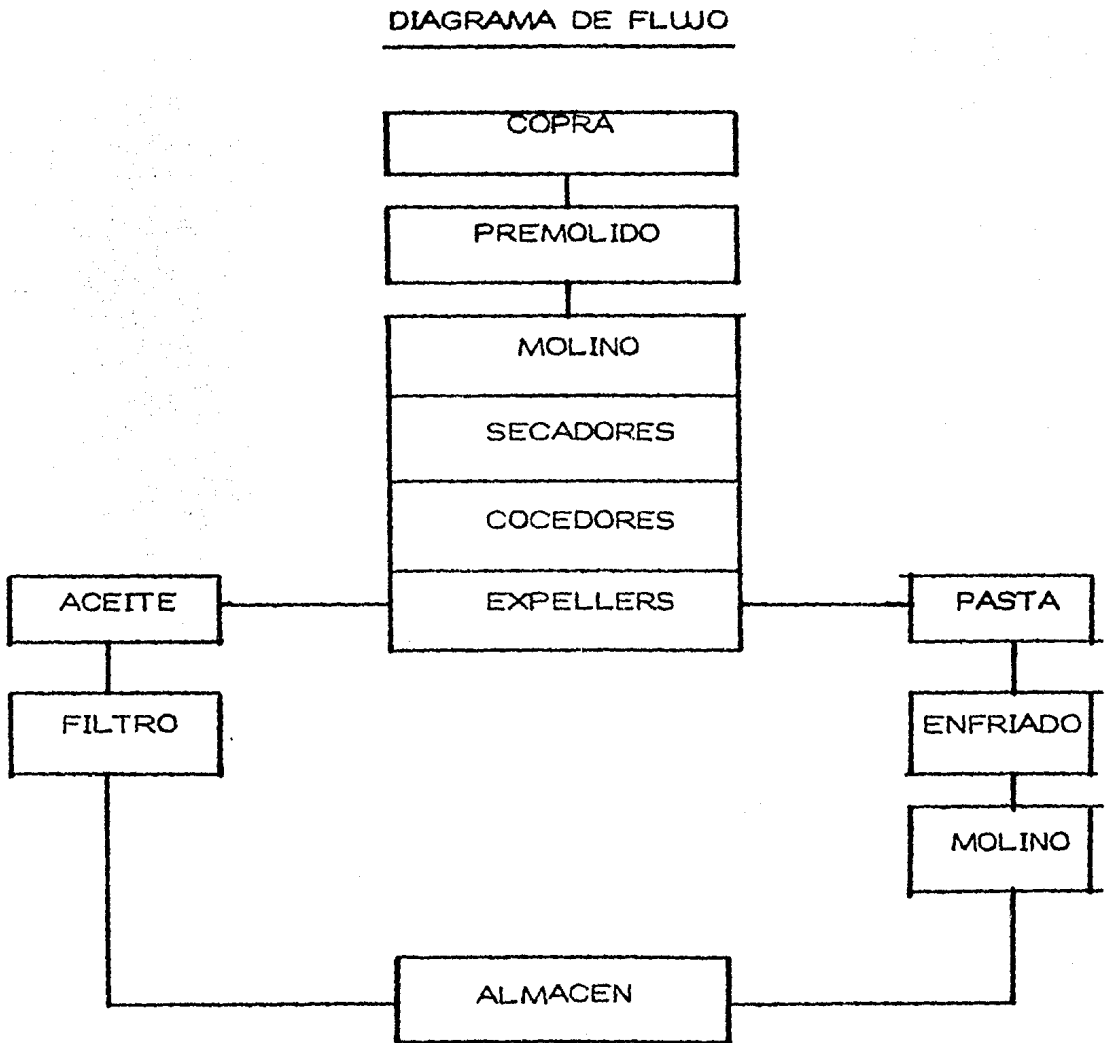 DIAGRAMA DE FLUJO
COPRA
PREMOLIDO
MOLINO
SECADORES
COCEDORES
ACEITE
EXPELLERS
PASTA
FILTRO
ENFRIADO
MOLINO
ALMACEN